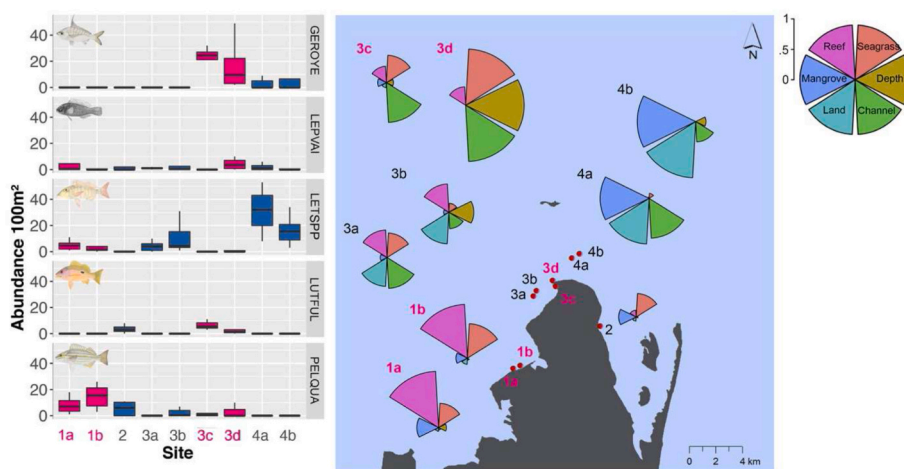 Abundance 100m²
40
20
0
GEROYE
40
20
0
LEPVAI
40
20
0
LETSPP
40
20
0
LUTFUL
40
20
0
PELQUA
1a 1b 2 3a 3b 3c 3d 4a 4b
Site
3c
3d
4b
3b
4a
3a
1b
1a
N
4b
4a
3d
3b
3a
3c
2
1b
1a
0 2 4 km
1
.5
0
Reef
Seagrass
Mangrove
Depth
Land
Channel